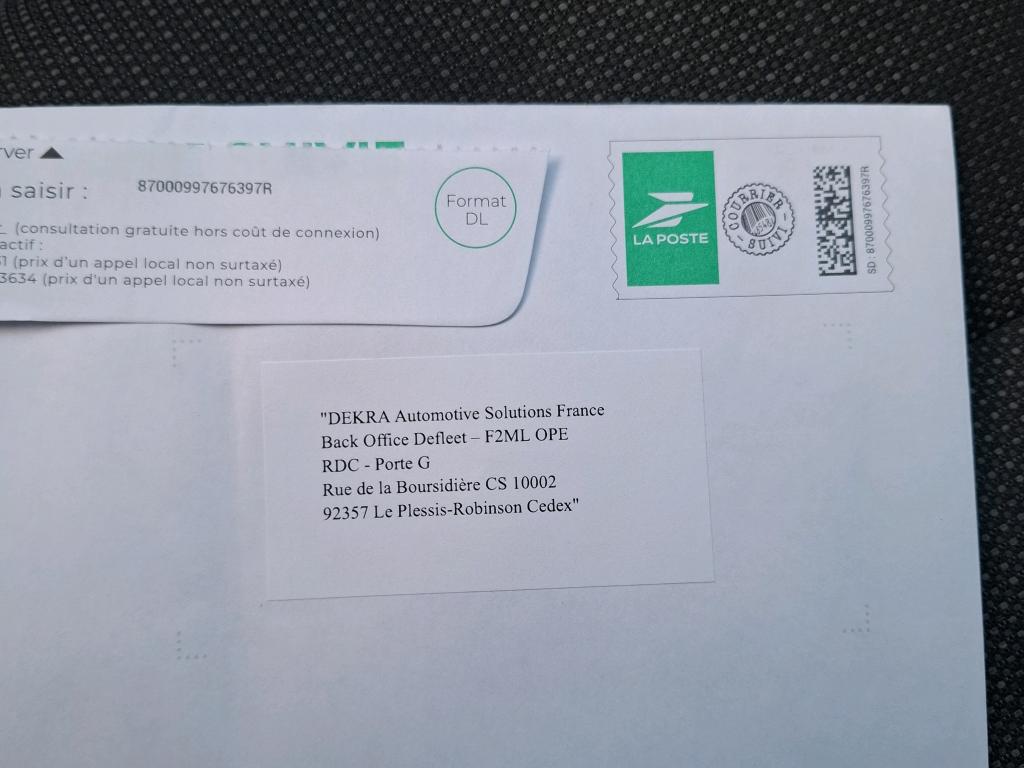 rver ▲
saisir : 87000997676397R
Format
DL
(consultation gratuite hors coût de connexion)
actif :
(prix d'un appel local non surtaxé)
3634 (prix d'un appel local non surtaxé)
LA POSTE
COURRIER
SUIVI
SD : 87000997676397R
"DEKRA Automotive Solutions France
Back Office Defleet – F2ML OPE
RDC - Porte G
Rue de la Boursidière CS 10002
92357 Le Plessis-Robinson Cedex"